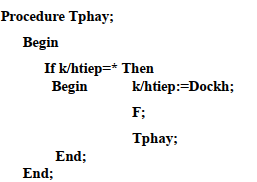 Procedure Tphay;
Begin
If k/htiep=* Then
Begin k/htiep:=Dockh;
F;
Tphay;
End;
End;